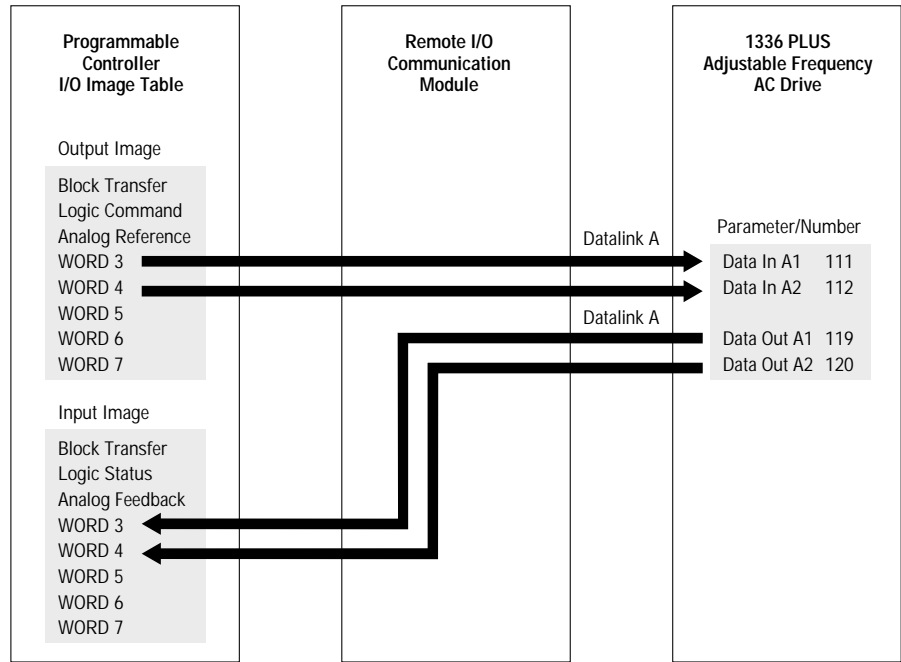 Programmable
Controller
I/O Image Table
Output Image
Block Transfer
Logic Command
Analog Reference
WORD 3
WORD 4
WORD 5
WORD 6
WORD 7
Input Image
Block Transfer
Logic Status
Analog Feedback
WORD 3
WORD 4
WORD 5
WORD 6
WORD 7
Remote I/O
Communication
Module
Datalink A
Datalink A
1336 PLUS
Adjustable Frequency
AC Drive
Parameter/Number
Data In A1 111
Data In A2 112
Data Out A1 119
Data Out A2 120